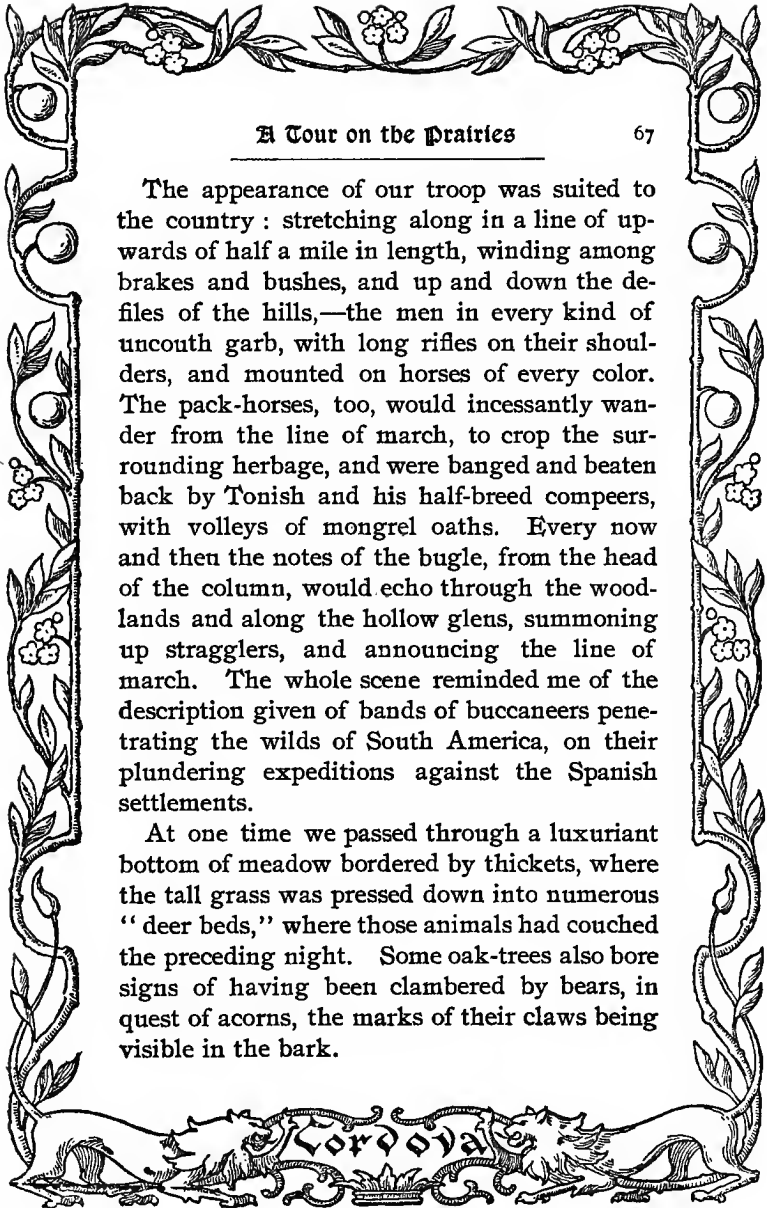 A Tour on the Prairies 67
The appearance of our troop was suited to
the country : stretching along in a line of up-
wards of half a mile in length, winding among
brakes and bushes, and up and down the de-
files of the hills,—the men in every kind of
uncouth garb, with long rifles on their shoul-
ders, and mounted on horses of every color.
The pack-horses, too, would incessantly wan-
der from the line of march, to crop the sur-
rounding herbage, and were banged and beaten
back by Tonish and his half-breed compeers,
with volleys of mongrel oaths. Every now
and then the notes of the bugle, from the head
of the column, would echo through the wood-
lands and along the hollow glens, summoning
up stragglers, and announcing the line of
march. The whole scene reminded me of the
description given of bands of buccaneers pene-
trating the wilds of South America, on their
plundering expeditions against the Spanish
settlements.
At one time we passed through a luxuriant
bottom of meadow bordered by thickets, where
the tall grass was pressed down into numerous
“ deer beds,” where those animals had couched
the preceding night. Some oak-trees also bore
signs of having been clambered by bears, in
quest of acorns, the marks of their claws being
visible in the bark.
Cordova